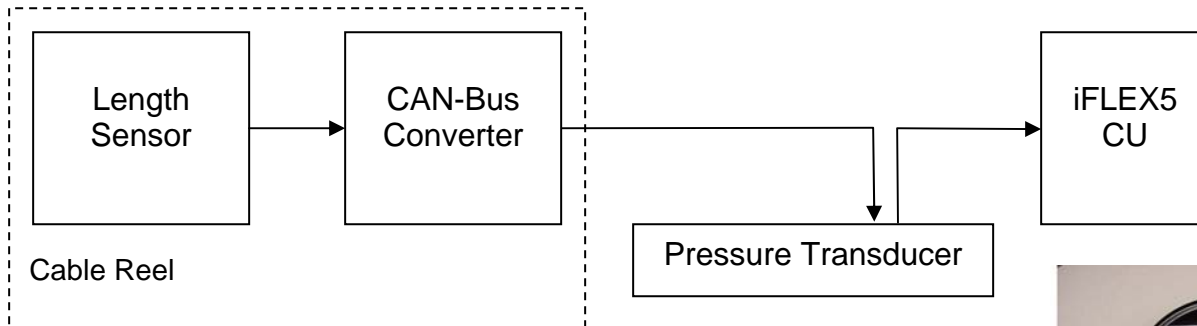 Length
Sensor
CAN-Bus
Converter
iFLEX5
CU
Pressure Transducer
Cable Reel